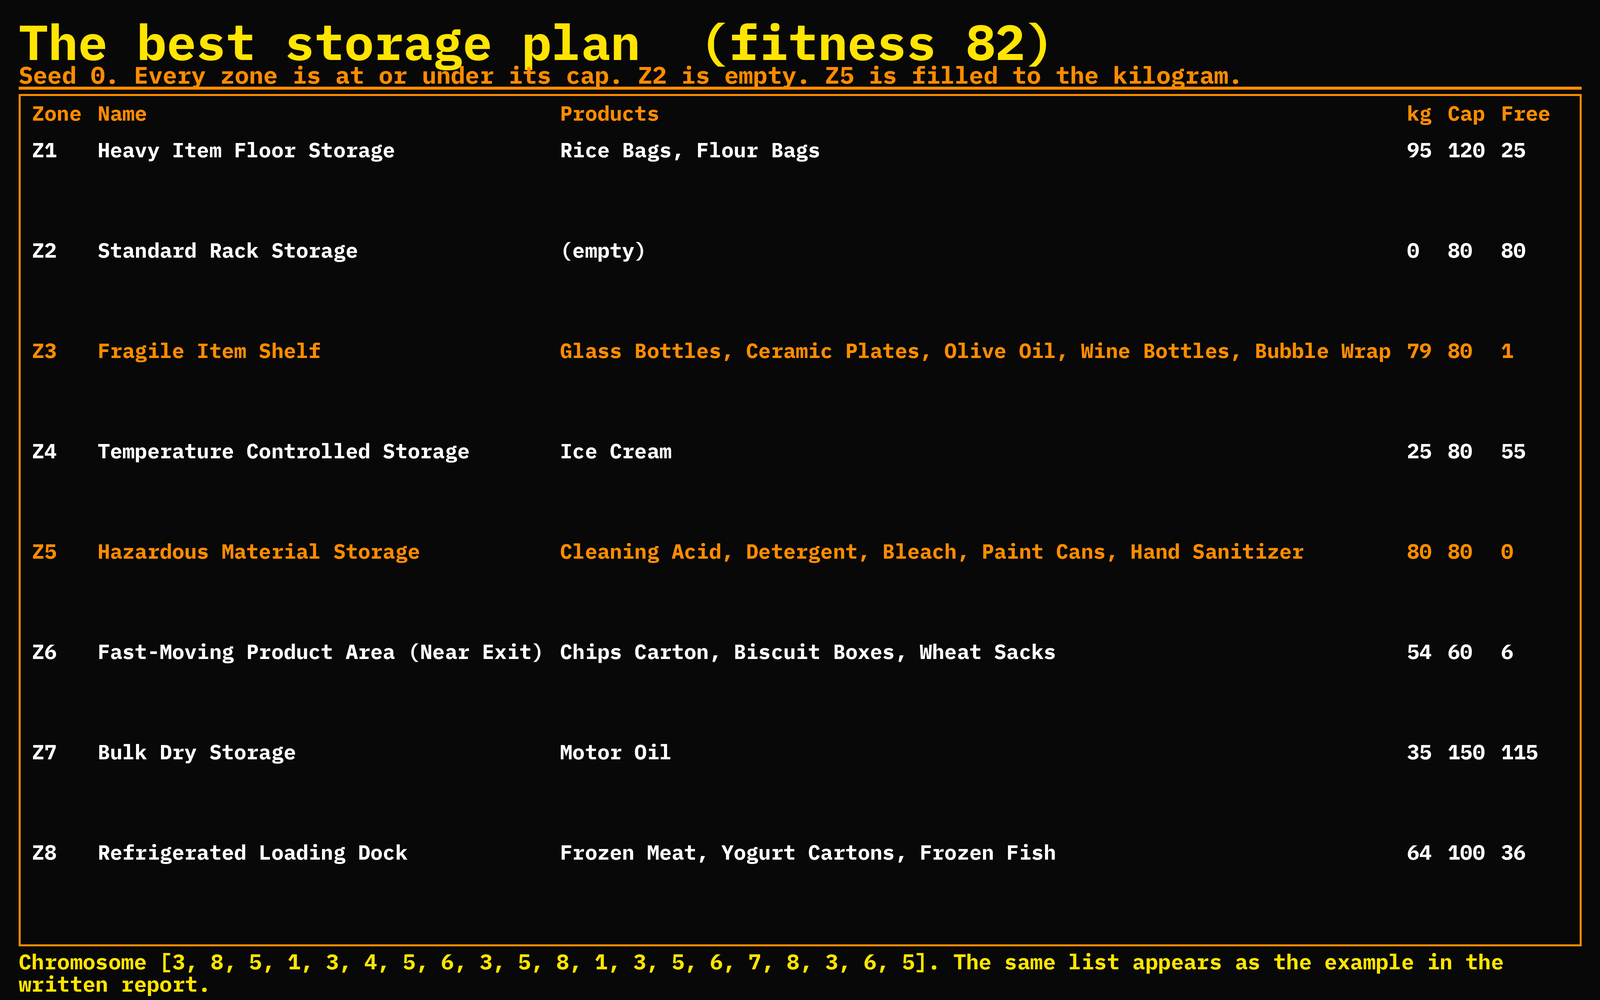 The best storage plan (fitness 82)
Seed 0. Every zone is at or under its cap. Z2 is empty. Z5 is filled to the kilogram.
Zone Name Products kg Cap Free
Z1 Heavy Item Floor Storage Rice Bags, Flour Bags 95 120 25
Z2 Standard Rack Storage (empty) 0 80 80
Z3 Fragile Item Shelf Glass Bottles, Ceramic Plates, Olive Oil, Wine Bottles, Bubble Wrap 79 80 1
Z4 Temperature Controlled Storage Ice Cream 25 80 55
Z5 Hazardous Material Storage Cleaning Acid, Detergent, Bleach, Paint Cans, Hand Sanitizer 80 80 0
Z6 Fast-Moving Product Area (Near Exit) Chips Carton, Biscuit Boxes, Wheat Sacks 54 60 6
Z7 Bulk Dry Storage Motor Oil 35 150 115
Z8 Refrigerated Loading Dock Frozen Meat, Yogurt Cartons, Frozen Fish 64 100 36
Chromosome [3, 8, 5, 1, 3, 4, 5, 6, 3, 5, 8, 1, 3, 5, 6, 7, 8, 3, 6, 5]. The same list appears as the example in the
written report.